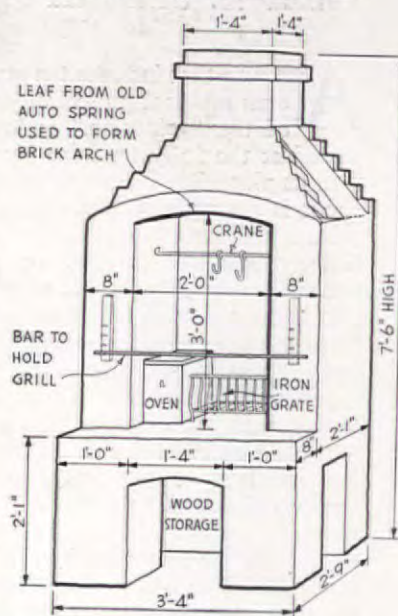 1'-4" 1'-4"
LEAF FROM OLD
AUTO SPRING
USED TO FORM
BRICK ARCH
CRANE
8" 2'-0" 8"
3'-0"
7'-6" HIGH
BAR TO
HOLD
GRILL
OVEN
IRON
GRATE
1'-0" 1'-4" 1'-0" 8" 2'-1"
2'-1"
WOOD
STORAGE
3'-4"
2'-9"